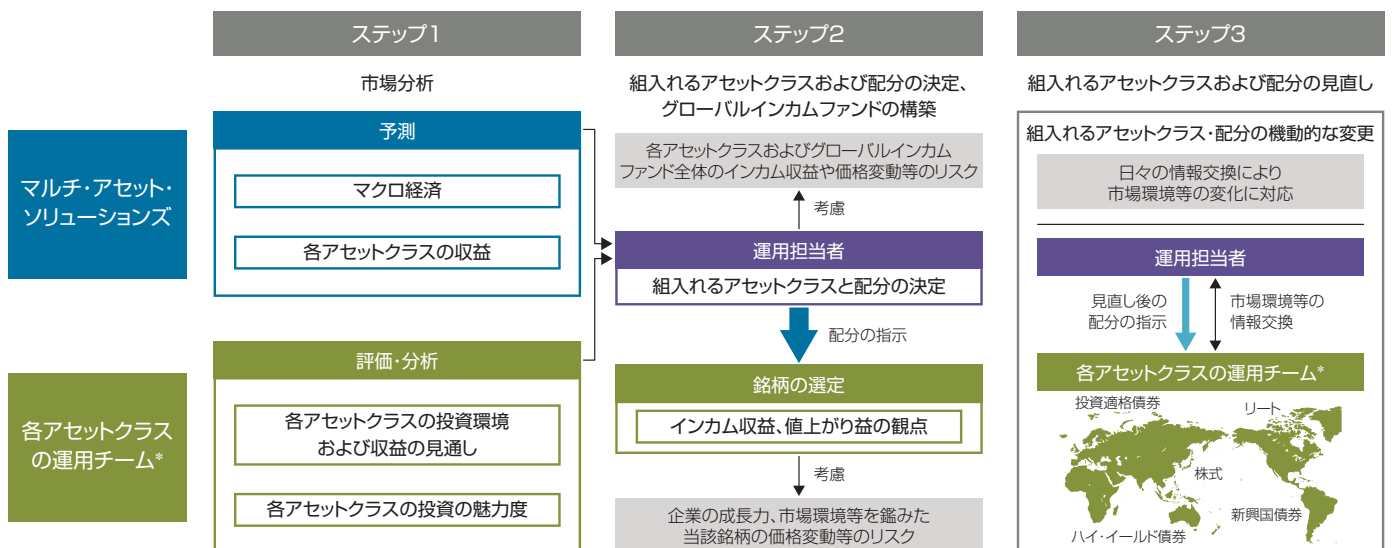 ステップ1
ステップ2
ステップ3
市場分析
組入れるアセットクラスおよび配分の決定、
グローバルインカムファンドの構築
組入れるアセットクラスおよび配分の見直し
マルチ・アセット・
ソリューションズ
予測
マクロ経済
各アセットクラスの収益
各アセットクラス
の運用チーム*
評価・分析
各アセットクラスの投資環境
および収益の見通し
各アセットクラスの投資の魅力度
各アセットクラスおよびグローバルインカム
ファンド全体のインカム収益や価格変動等のリスク
考慮
運用担当者
組入れるアセットクラスと配分の決定
配分の指示
銘柄の選定
インカム収益、値上がり益の観点
考慮
企業の成長力、市場環境等を鑑みた
当該銘柄の価格変動等のリスク
組入れるアセットクラス・配分の機動的な変更
日々の情報交換により
市場環境等の変化に対応
運用担当者
見直し後の
配分の指示
市場環境等の
情報交換
各アセットクラスの運用チーム*
投資適格債券
リート
株式
新興国債券
ハイ・イールド債券